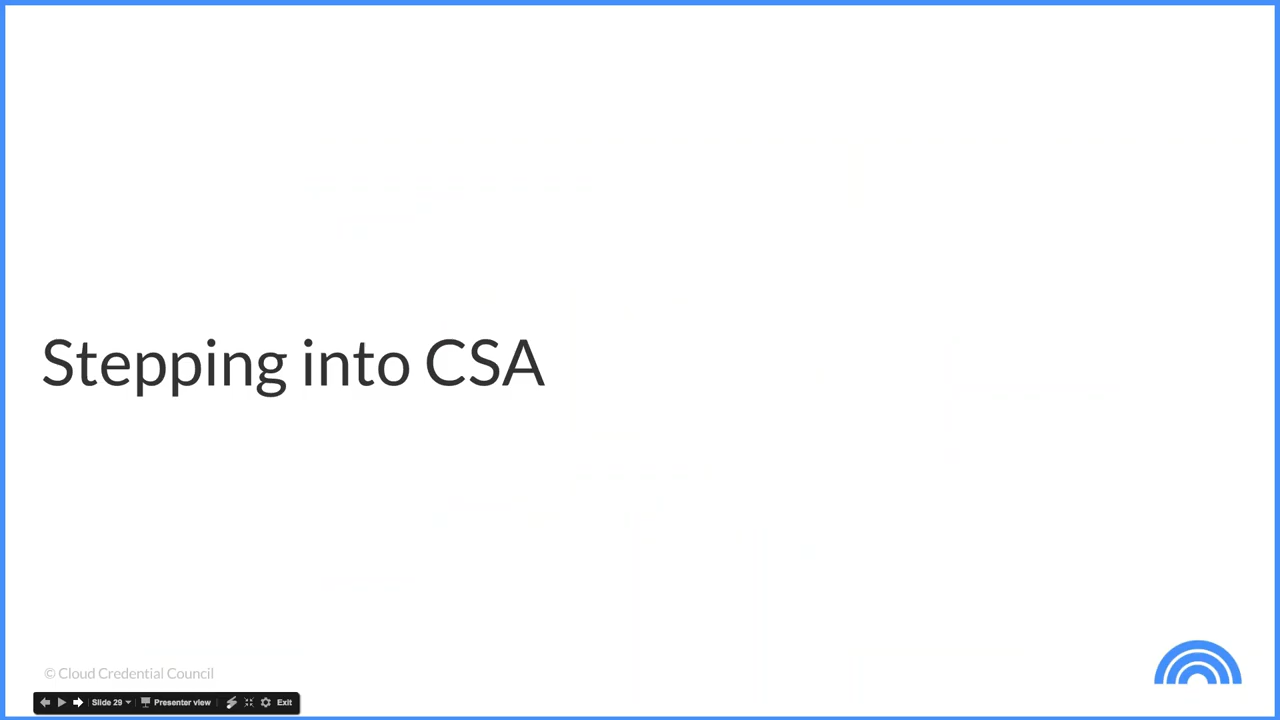 Stepping into CSA
© Cloud Credential Council
Slide 29 Presenter view Exit